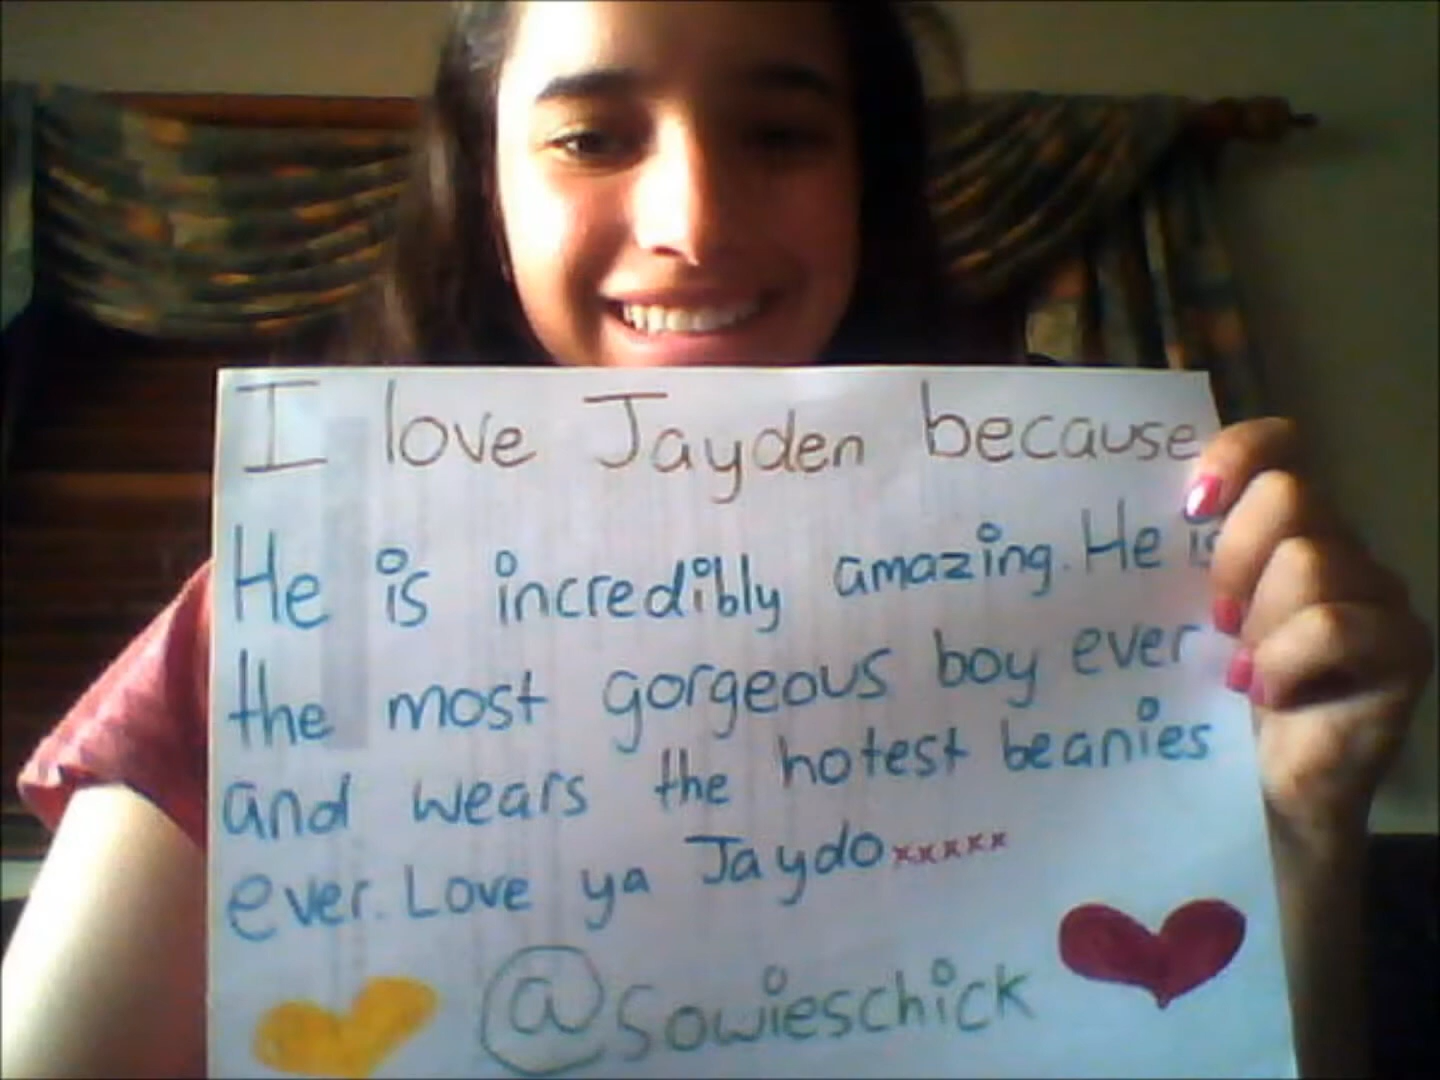 I love Jayden because
He is incredibly amazing. He is
the most gorgeous boy ever
and wears the hotest beanies
ever. Love ya Jaydo xxxxx
@Sowieschick